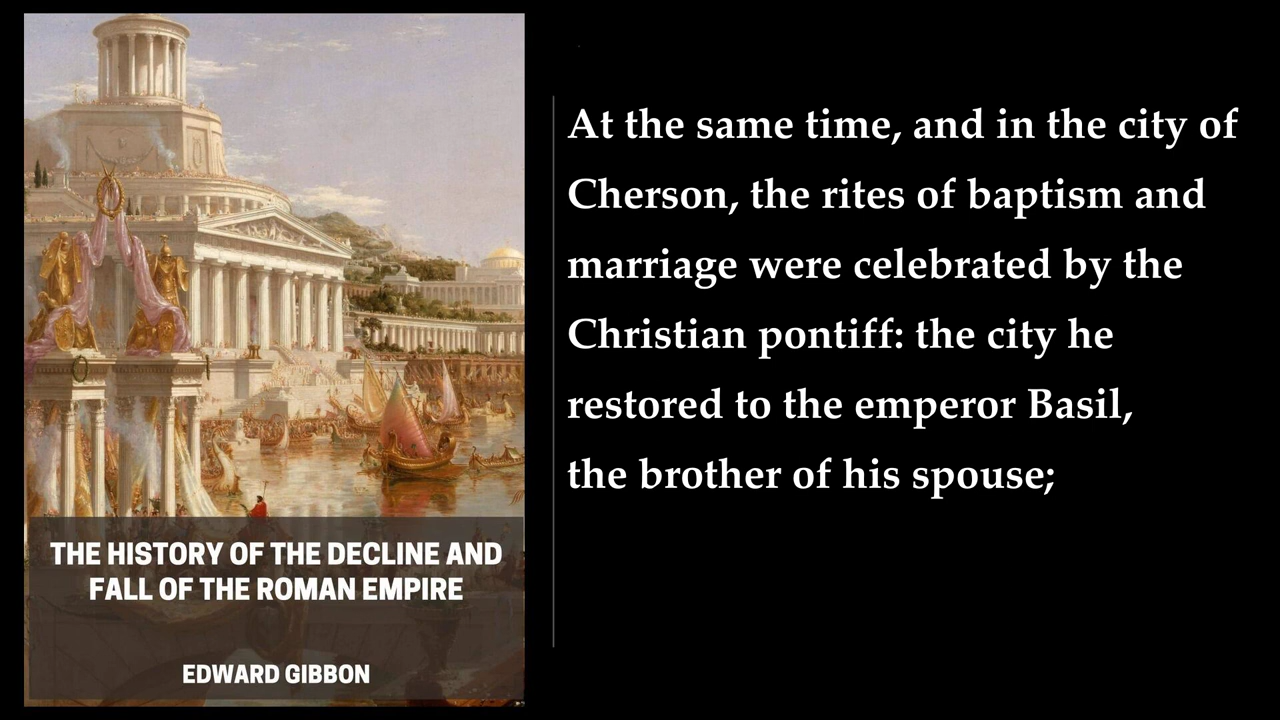 At the same time, and in the city of
Cherson, the rites of baptism and
marriage were celebrated by the
Christian pontiff: the city he
restored to the emperor Basil,
the brother of his spouse;
THE HISTORY OF THE DECLINE AND
FALL OF THE ROMAN EMPIRE
EDWARD GIBBON